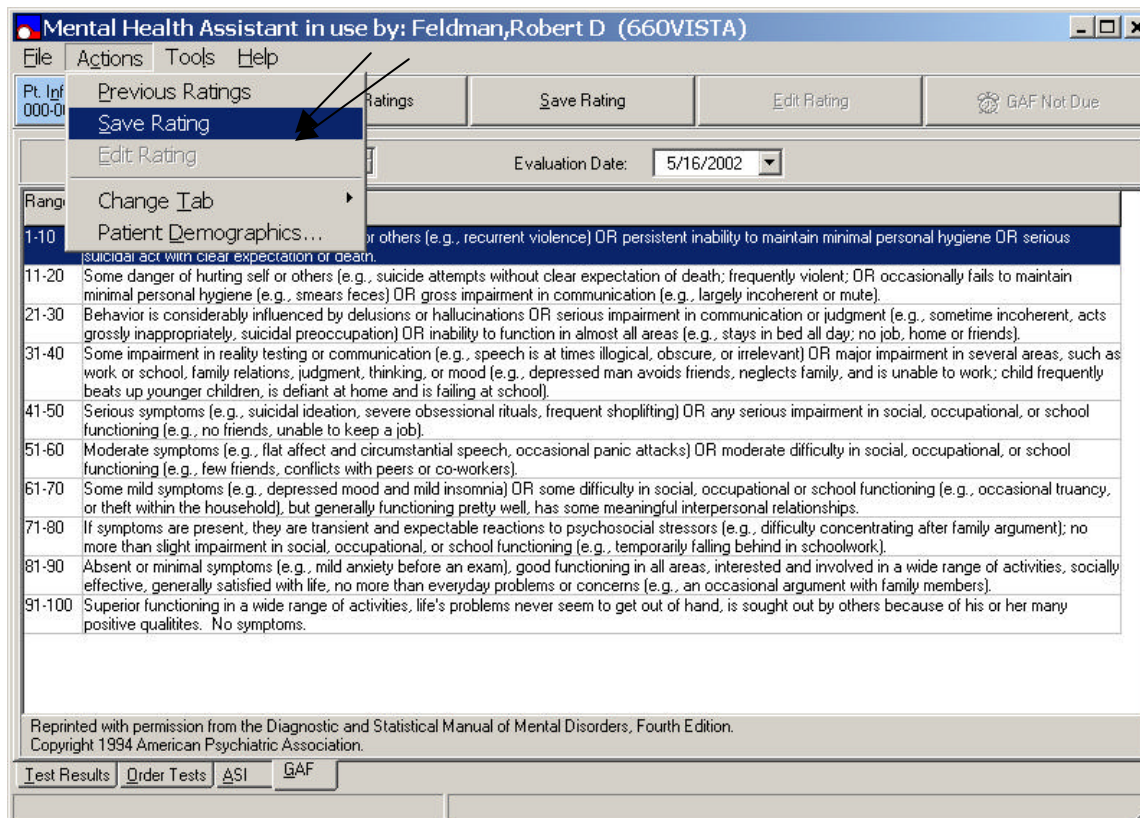 Mental Health Assistant in use by: Feldman,Robert D (660VISTA)
File Actions Tools Help
Pt. Inf
000-0
Previous Ratings
Save Rating
Edit Rating
Change Tab
Patient Demographics...
Ratings
Save Rating
Edit Rating
GAF Not Due
Evaluation Date: 5/16/2002
Rang
1-10 or others (e.g., recurrent violence) OR persistent inability to maintain minimal personal hygiene OR serious
suicidal act with clear expectation of death.
11-20 Some danger of hurting self or others (e.g., suicide attempts without clear expectation of death; frequently violent; OR occasionally fails to maintain
minimal personal hygiene (e.g., smears feces) OR gross impairment in communication (e.g., largely incoherent or mute).
21-30 Behavior is considerably influenced by delusions or hallucinations OR serious impairment in communication or judgment (e.g., sometime incoherent, acts
grossly inappropriately, suicidal preoccupation) OR inability to function in almost all areas (e.g., stays in bed all day; no job, home or friends).
31-40 Some impairment in reality testing or communication (e.g., speech is at times illogical, obscure, or irrelevant) OR major impairment in several areas, such as
work or school, family relations, judgment, thinking, or mood (e.g., depressed man avoids friends, neglects family, and is unable to work; child frequently
beats up younger children, is defiant at home and is failing at school).
41-50 Serious symptoms (e.g., suicidal ideation, severe obsessional rituals, frequent shoplifting) OR any serious impairment in social, occupational, or school
functioning (e.g., no friends, unable to keep a job).
51-60 Moderate symptoms (e.g., flat affect and circumstantial speech, occasional panic attacks) OR moderate difficulty in social, occupational, or school
functioning (e.g., few friends, conflicts with peers or co-workers).
61-70 Some mild symptoms (e.g., depressed mood and mild insomnia) OR some difficulty in social, occupational or school functioning (e.g., occasional truancy,
or theft within the household), but generally functioning pretty well, has some meaningful interpersonal relationships.
71-80 If symptoms are present, they are transient and expectable reactions to psychosocial stressors (e.g., difficulty concentrating after family argument); no
more than slight impairment in social, occupational, or school functioning (e.g., temporarily falling behind in schoolwork).
81-90 Absent or minimal symptoms (e.g., mild anxiety before an exam), good functioning in all areas, interested and involved in a wide range of activities, socially
effective, generally satisfied with life, no more than everyday problems or concerns (e.g., an occasional argument with family members).
91-100 Superior functioning in a wide range of activities, life's problems never seem to get out of hand, is sought out by others because of his or her many
positive qualitites. No symptoms.
Reprinted with permission from the Diagnostic and Statistical Manual of Mental Disorders, Fourth Edition.
Copyright 1994 American Psychiatric Association.
Test Results Order Tests ASI GAF